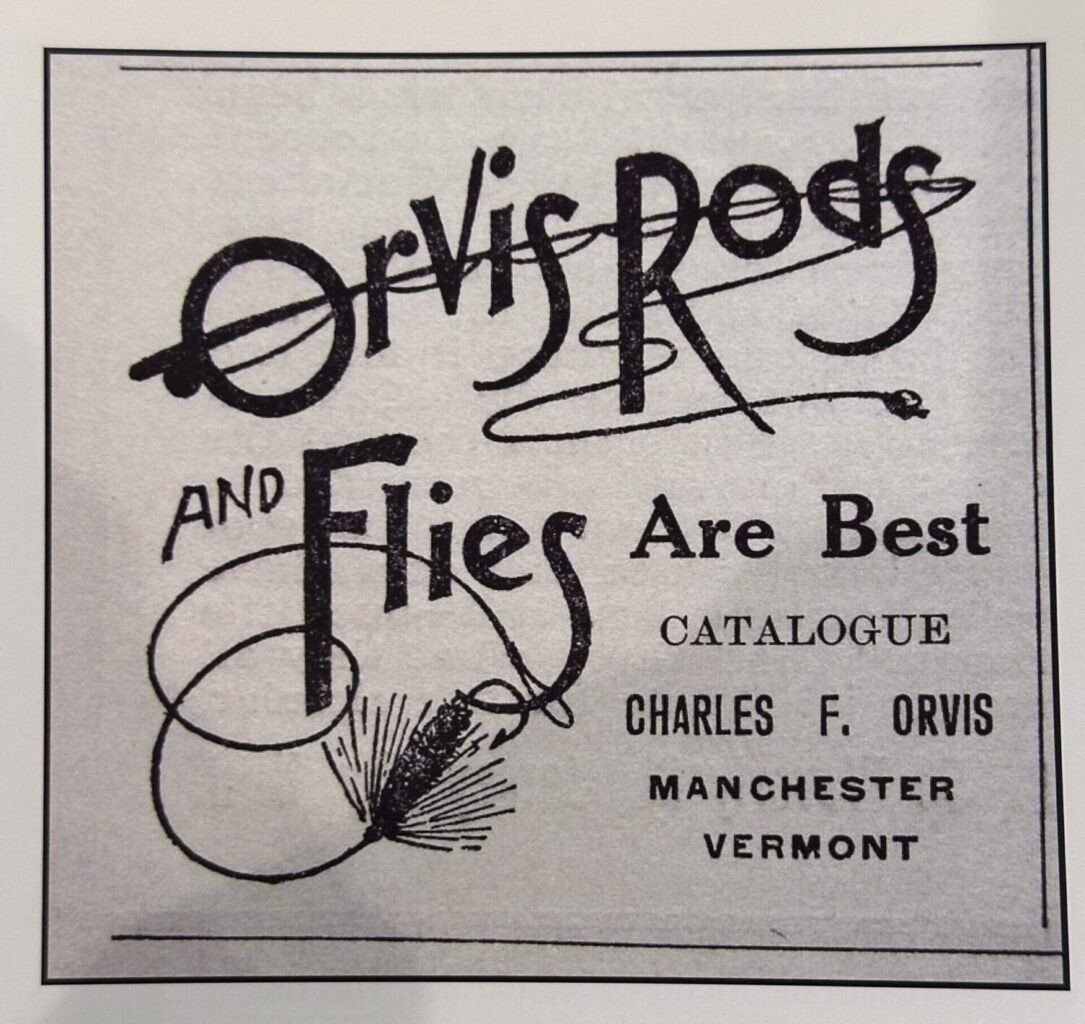 Orvis Rods
AND Flies
Are Best
CATALOGUE
CHARLES F. ORVIS
MANCHESTER
VERMONT